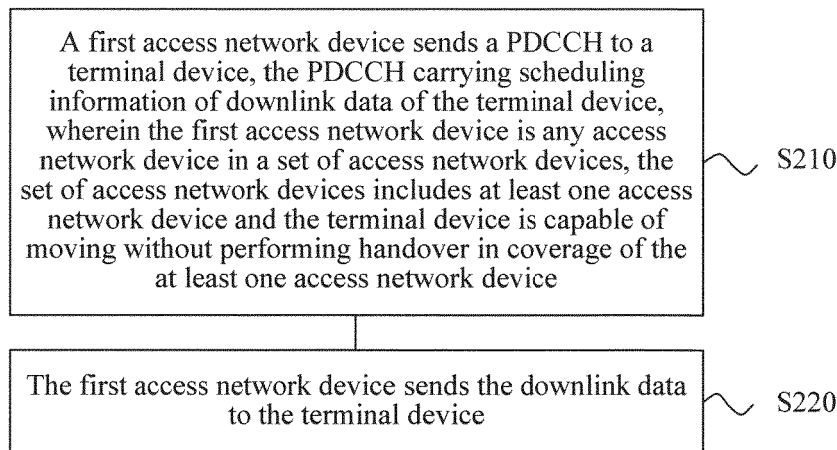 A first access network device sends a PDCCH to a
terminal device, the PDCCH carrying scheduling
information of downlink data of the terminal device,
wherein the first access network device is any access
network device in a set of access network devices, the
set of access network devices includes at least one access
network device and the terminal device is capable of
moving without performing handover in coverage of the
at least one access network device
S210
The first access network device sends the downlink data
to the terminal device
S220